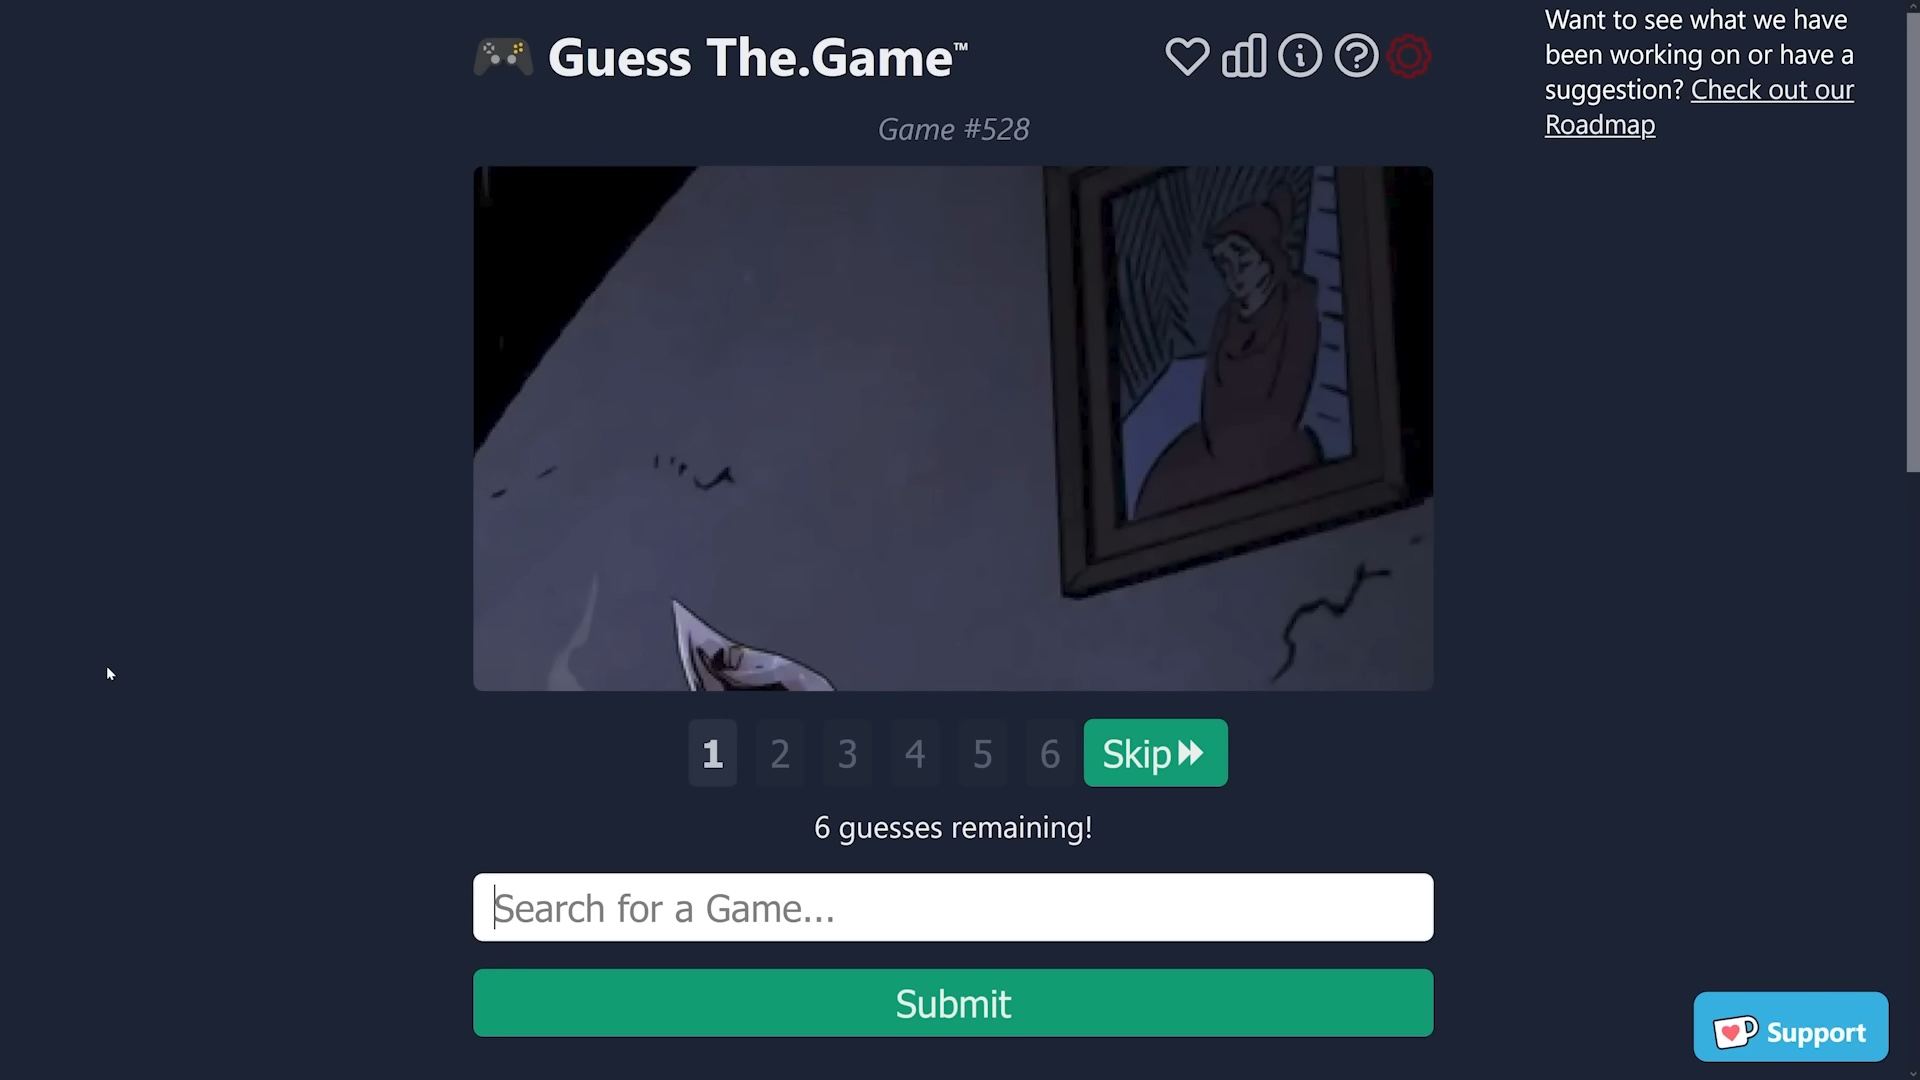 Guess The.Game™
Want to see what we have
been working on or have a
suggestion? Check out our
Roadmap
Game #528
1 2 3 4 5 6 Skip
6 guesses remaining!
Search for a Game...
Submit
Support